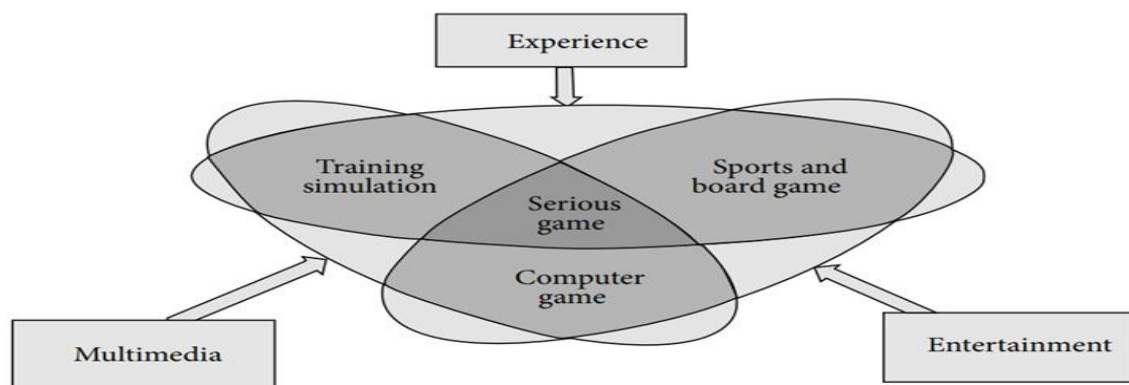 Experience
Training
simulation
Sports and
board game
Serious
game
Computer
game
Multimedia
Entertainment